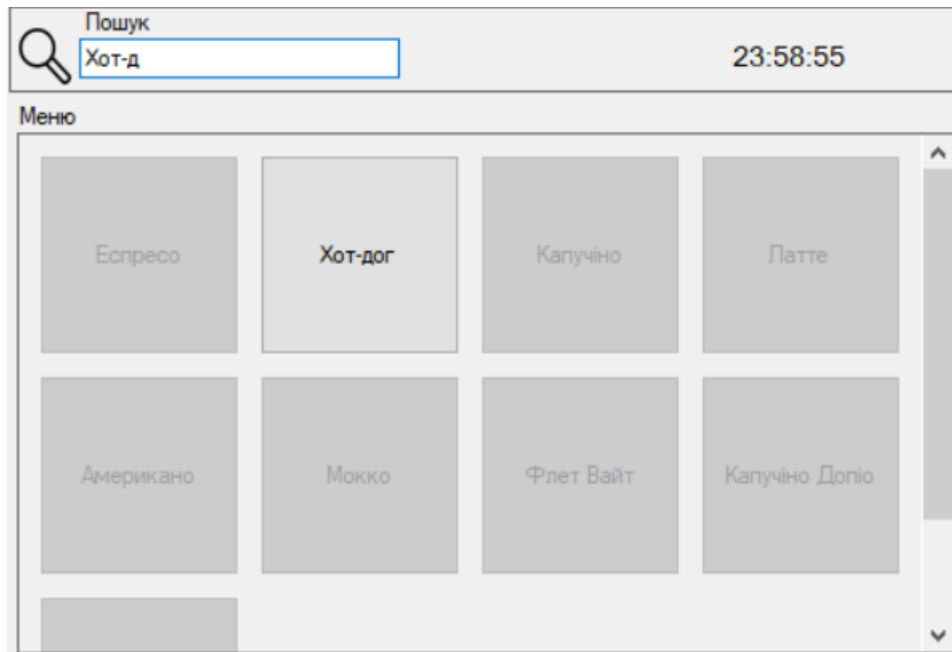 Пошук
Хот-д
23:58:55
Меню
Еспресо
Хот-дог
Капучіно
Латте
Американо
Мокко
Флет Вайт
Капучіно Допіо